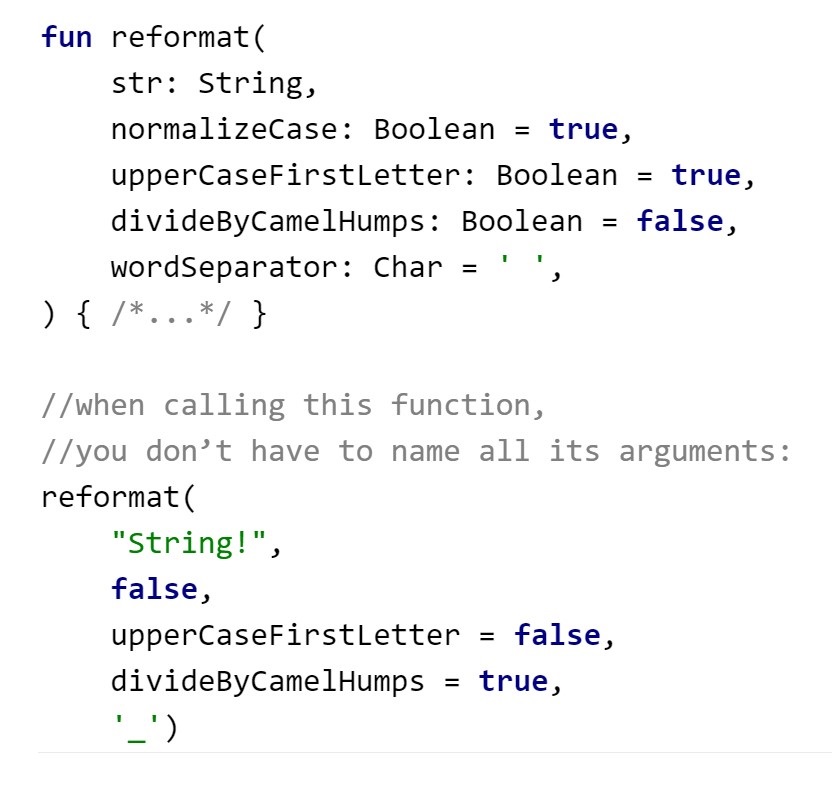 fun reformat(
    str: String,
    normalizeCase: Boolean = true,
    upperCaseFirstLetter: Boolean = true,
    divideByCamelHumps: Boolean = false,
    wordSeparator: Char = ' ',
) { /*...*/ }
//when calling this function,
//you don’t have to name all its arguments:
reformat(
    "String!",
    false,
    upperCaseFirstLetter = false,
    divideByCamelHumps = true,
    '_')